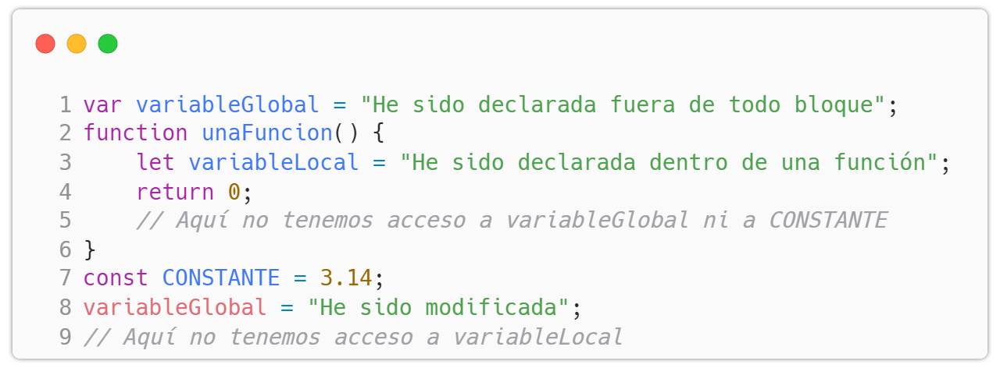 1 var variableGlobal = "He sido declarada fuera de todo bloque";
2 function unaFuncion() {
3     let variableLocal = "He sido declarada dentro de una función";
4     return 0;
5     // Aquí no tenemos acceso a variableGlobal ni a CONSTANTE
6 }
7 const CONSTANTE = 3.14;
8 variableGlobal = "He sido modificada";
9 // Aquí no tenemos acceso a variableLocal